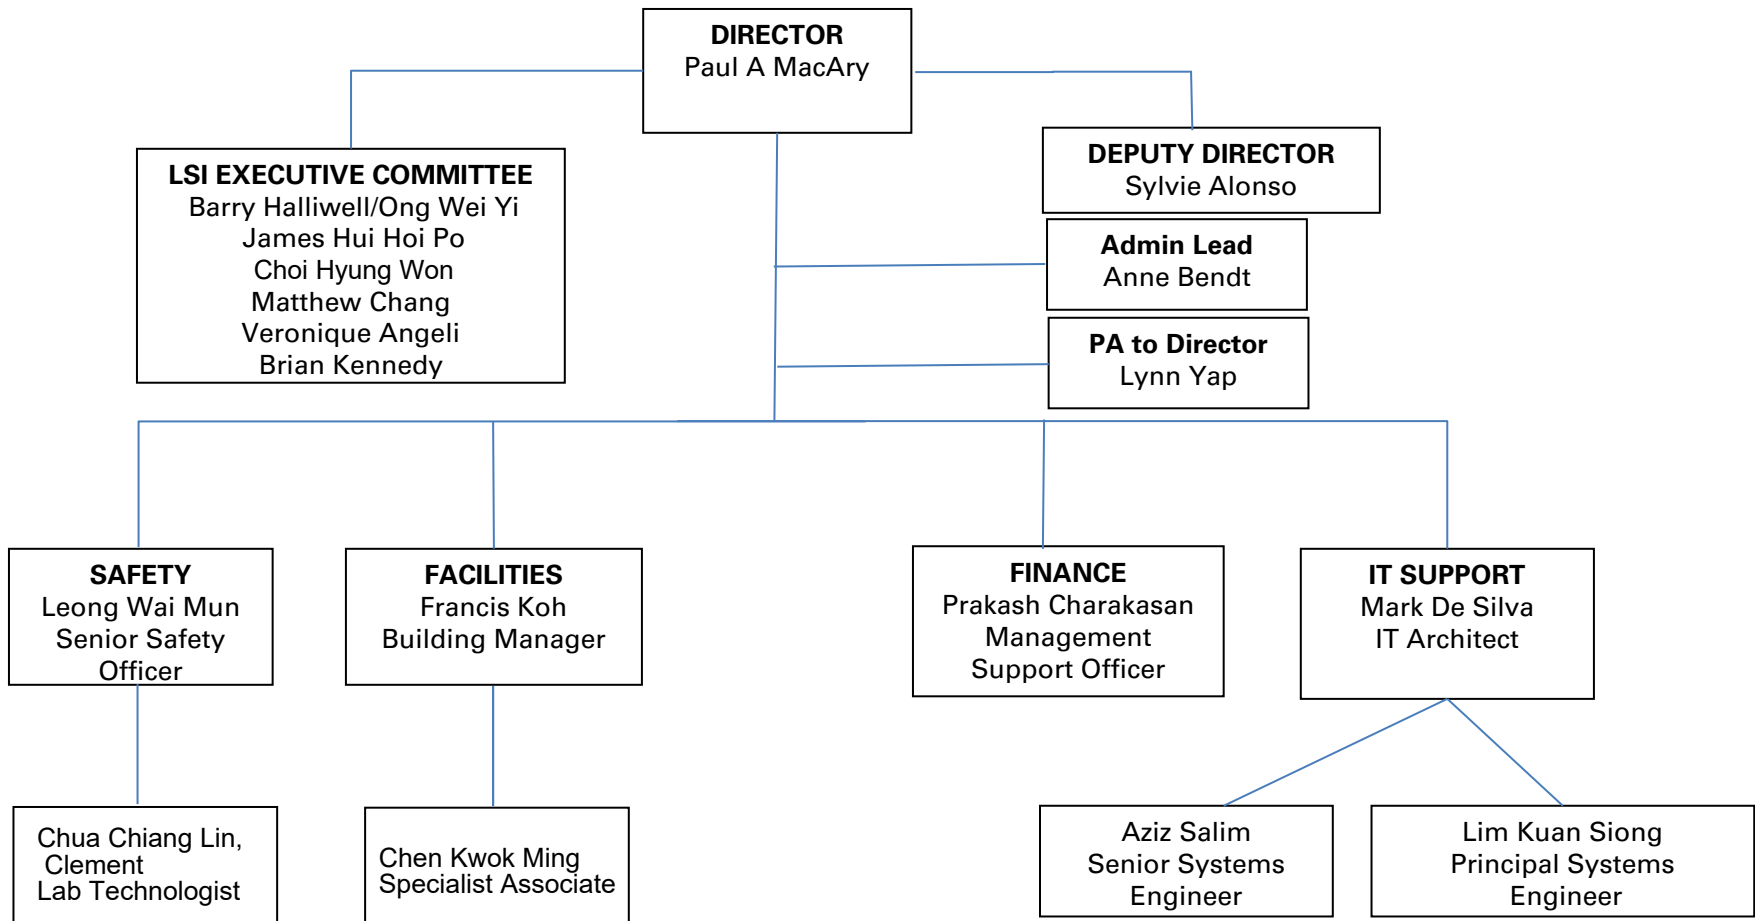 DIRECTOR
Paul A MacAry
LSI EXECUTIVE COMMITTEE
Barry Halliwell/Ong Wei Yi
James Hui Hoi Po
Choi Hyung Won
Matthew Chang
Veronique Angeli
Brian Kennedy
DEPUTY DIRECTOR
Sylvie Alonso
Admin Lead
Anne Bendt
PA to Director
Lynn Yap
SAFETY
Leong Wai Mun
Senior Safety
Officer
FACILITIES
Francis Koh
Building Manager
FINANCE
Prakash Charakasan
Management
Support Officer
IT SUPPORT
Mark De Silva
IT Architect
Chua Chiang Lin,
Clement
Lab Technologist
Chen Kwok Ming
Specialist Associate
Aziz Salim
Senior Systems
Engineer
Lim Kuan Siong
Principal Systems
Engineer